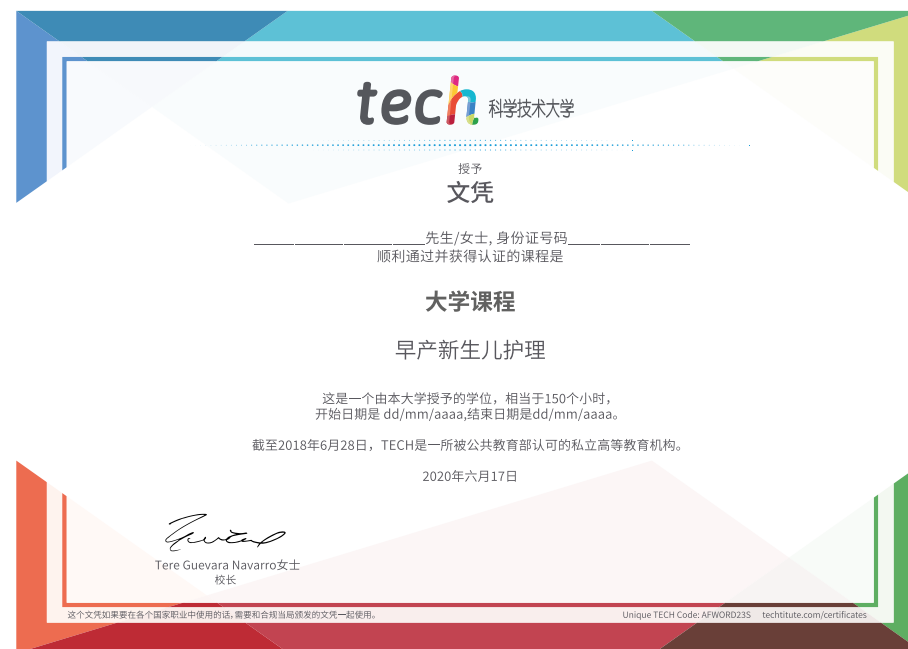 tech 科学技术大学
授予
文凭
先生/女士, 身份证号码
顺利通过并获得认证的课程是
大学课程
早产新生儿护理
这是一个由本大学授予的学位，相当于150个小时，
开始日期是 dd/mm/aaaa,结束日期是dd/mm/aaaa。
截至2018年6月28日，TECH是一所被公共教育部认可的私立高等教育机构。
2020年六月17日
Tere Guevara Navarro女士
校长
这个文凭如果要在各个国家职业中使用的话,需要和合规当局颁发的文凭一起使用。
Unique TECH Code: AFWORD23S techtitute.com/certificates